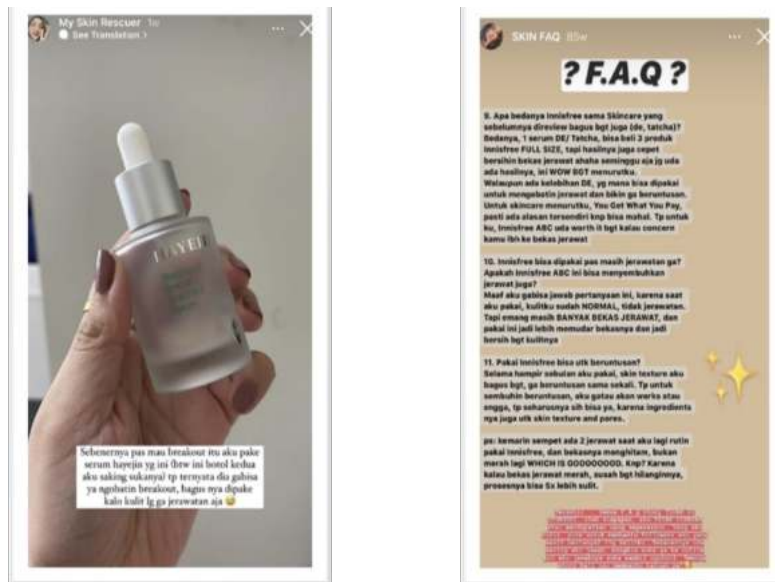 My Skin Rescuer 1w
See Translation >
HAYEJIN
Sebenernya pas mau breakout itu aku pake
serum hayejin yg ini (btw ini botol kedua
aku saking sukanya) tp ternyata dia gabisa
ya ngobatin breakout, bagus nya dipake
kalo kulit lg ga jerawatan aja 😅
SKIN FAQ 85w
? F.A.Q ?
9. Apa bedanya Innisfree sama Skincare yang
sebelumnya direview bagus bgt juga (de, tatcha)?
Bedanya, 1 serum DE/ Tatcha, bisa beli 3 produk
Innisfree FULL SIZE, tapi hasilnya juga cepet
bersihin bekas jerawat ahaha seminggu aja jg uda
ada hasilnya, ini WOW BGT menurutku.
Walaupun ada kelebihan DE, yg mana bisa dipakai
untuk mengobatin jerawat dan bikin ga beruntusan.
Untuk skincare menurutku, You Get What You Pay,
pasti ada alasan tersendiri knp bisa mahal. Tp untuk
ku, Innisfree ABC uda worth it bgt kalau concern
kamu lbh ke bekas jerawat
10. Innisfree bisa dipakai pas masih jerawatan ga?
Apakah Innisfree ABC ini bisa menyembuhkan
jerawat juga?
Maaf aku gabisa jawab pertanyaan ini, karena saat
aku pakai, kulitku sudah NORMAL, tidak jerawatan.
Tapi emang masih BANYAK BEKAS JERAWAT, dan
pakai ini jadi lebih memudar bekasnya dan jadi
bersih bgt kulitnya
11. Pakai Innisfree bisa utk beruntusan?
Selama hampir sebulan aku pakai, skin texture aku
bagus bgt, ga beruntusan sama sekali. Tp untuk
sembuhin beruntusan, aku gatau akan works atau
engga, tp seharusnya sih bisa ya, karena ingredients
nya juga utk skin texture and pores.
ps: kemarin sempet ada 2 jerawat saat aku lagi rutin
pakai Innisfree, dan bekasnya menghitam, bukan
merah lagi WHICH IS GOOOOOOOD. Knp? Karena
kalau bekas jerawat merah, susah bgt hilanginnya,
prosesnya bisa 5x lebih sulit.